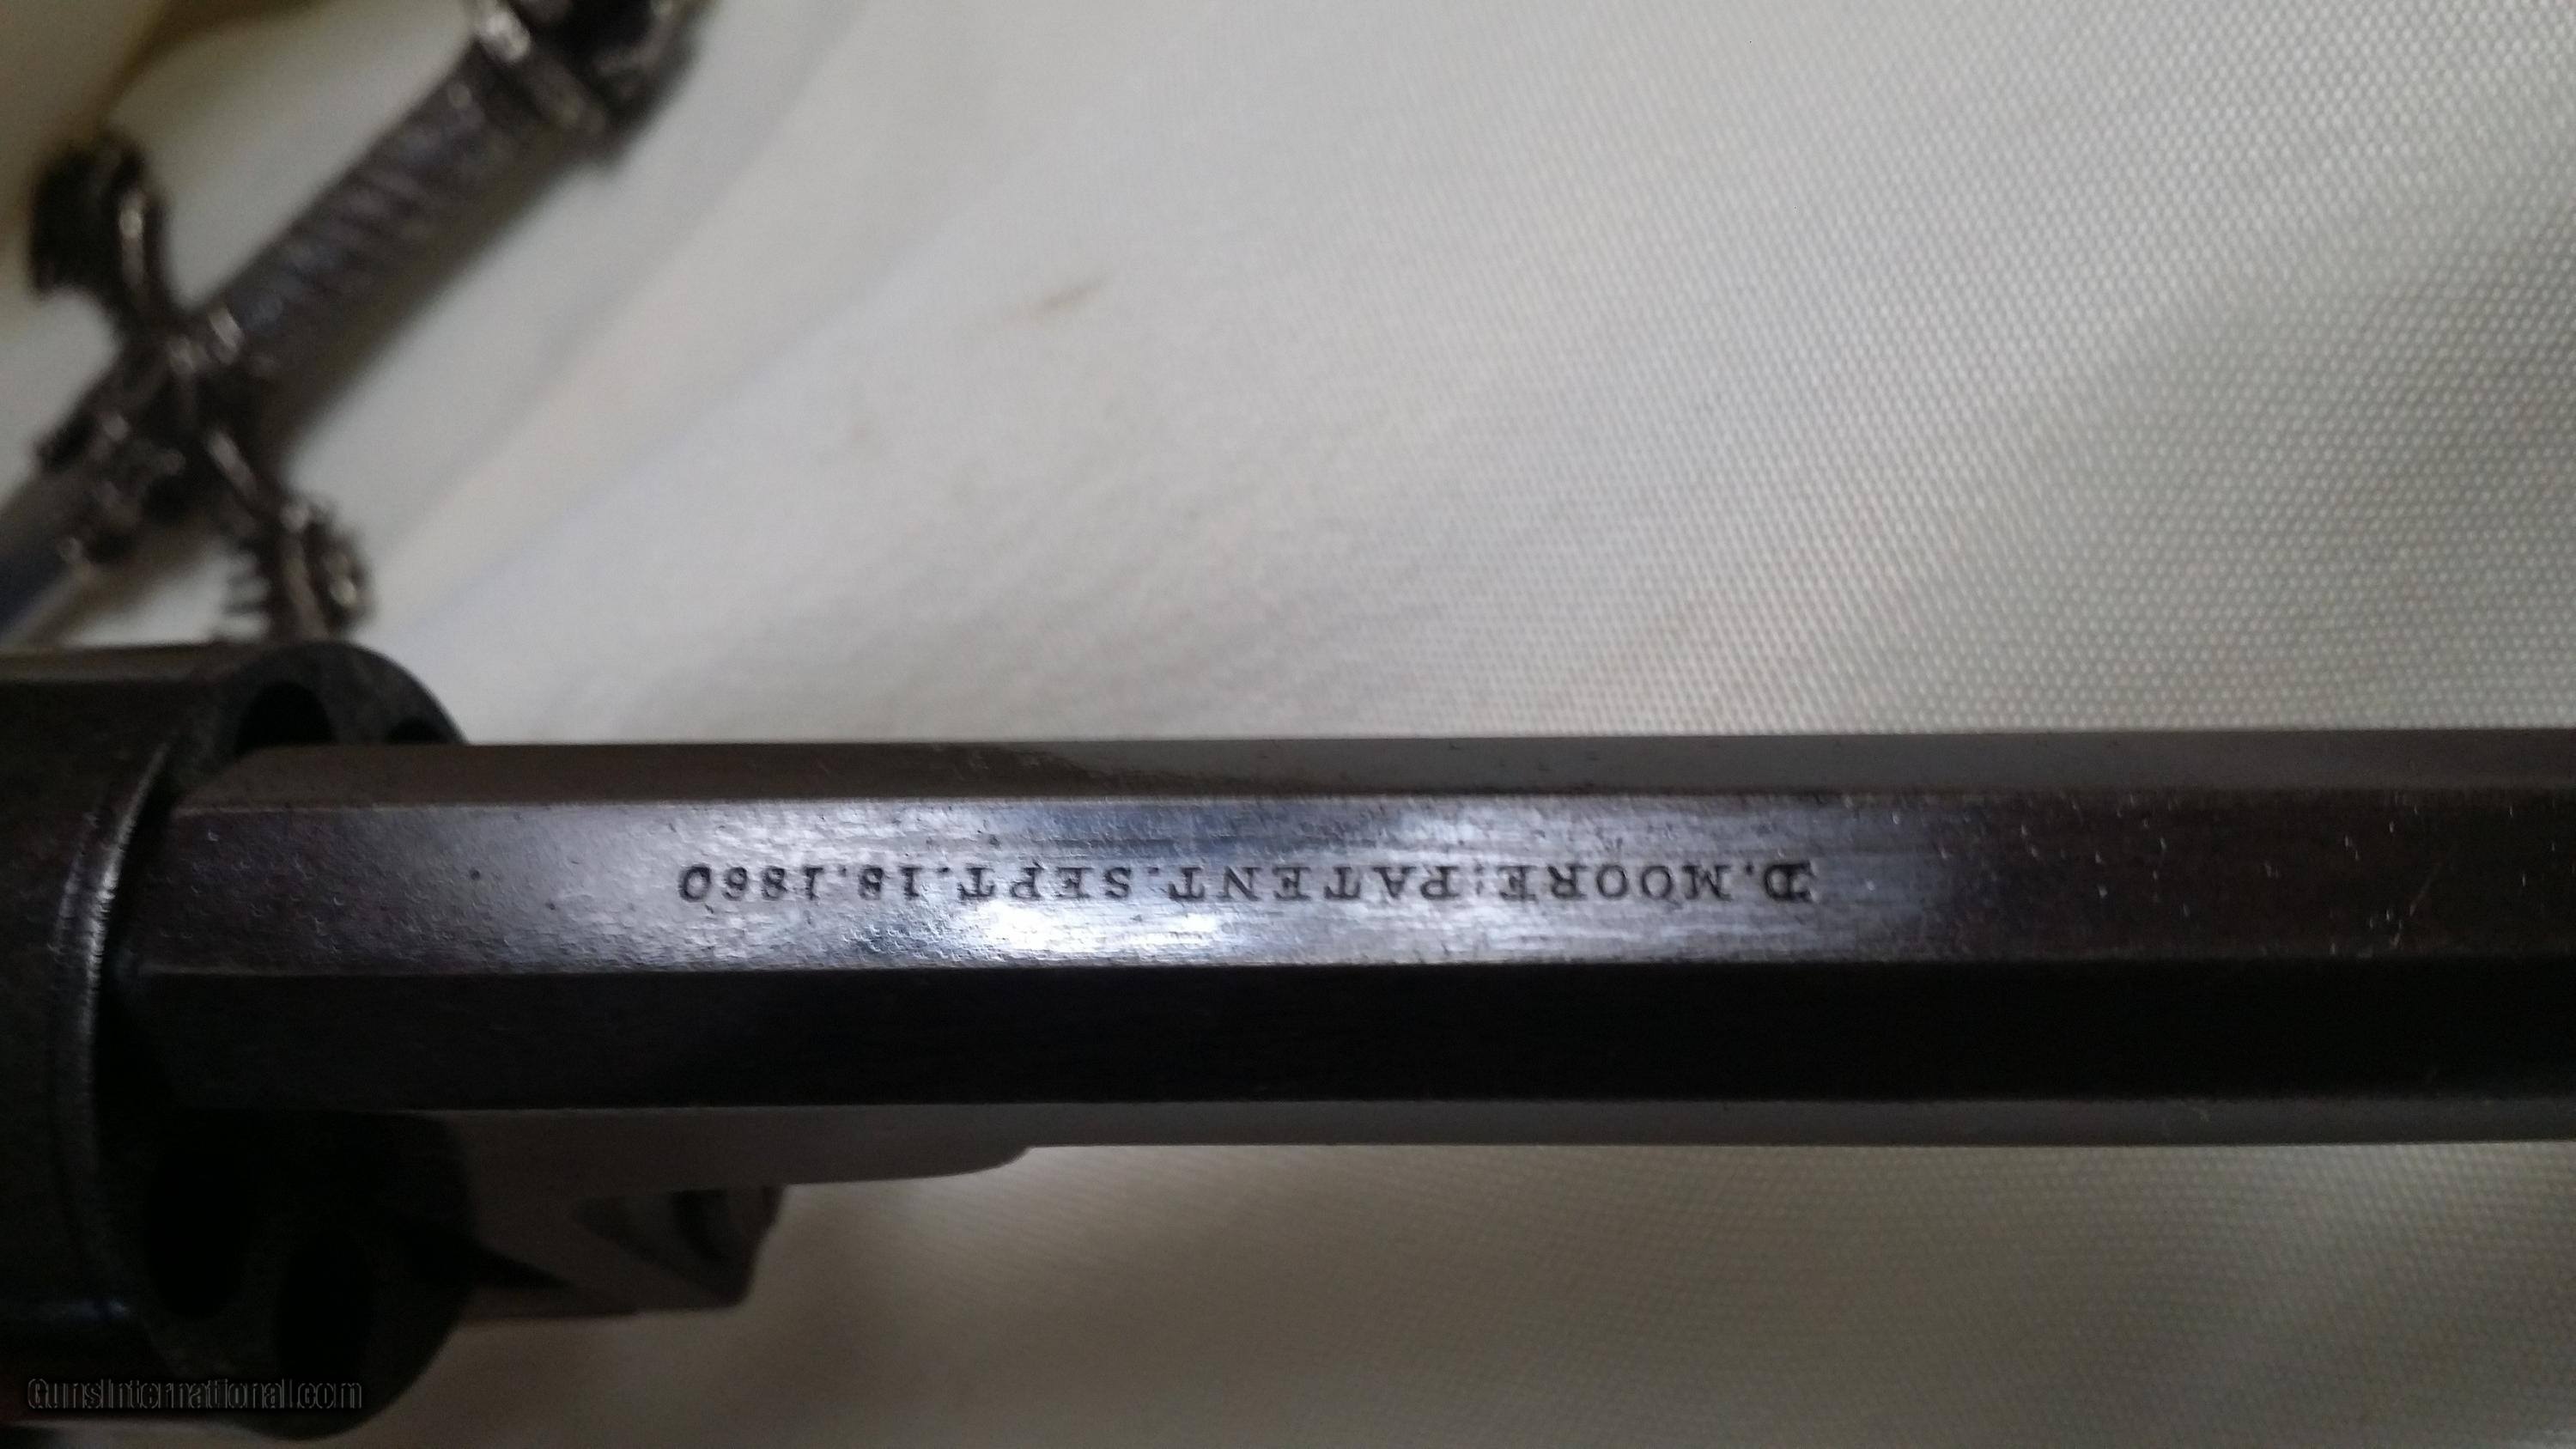 D.MOORE.PATENT.SEPT.18.1860
GunsInternational.com